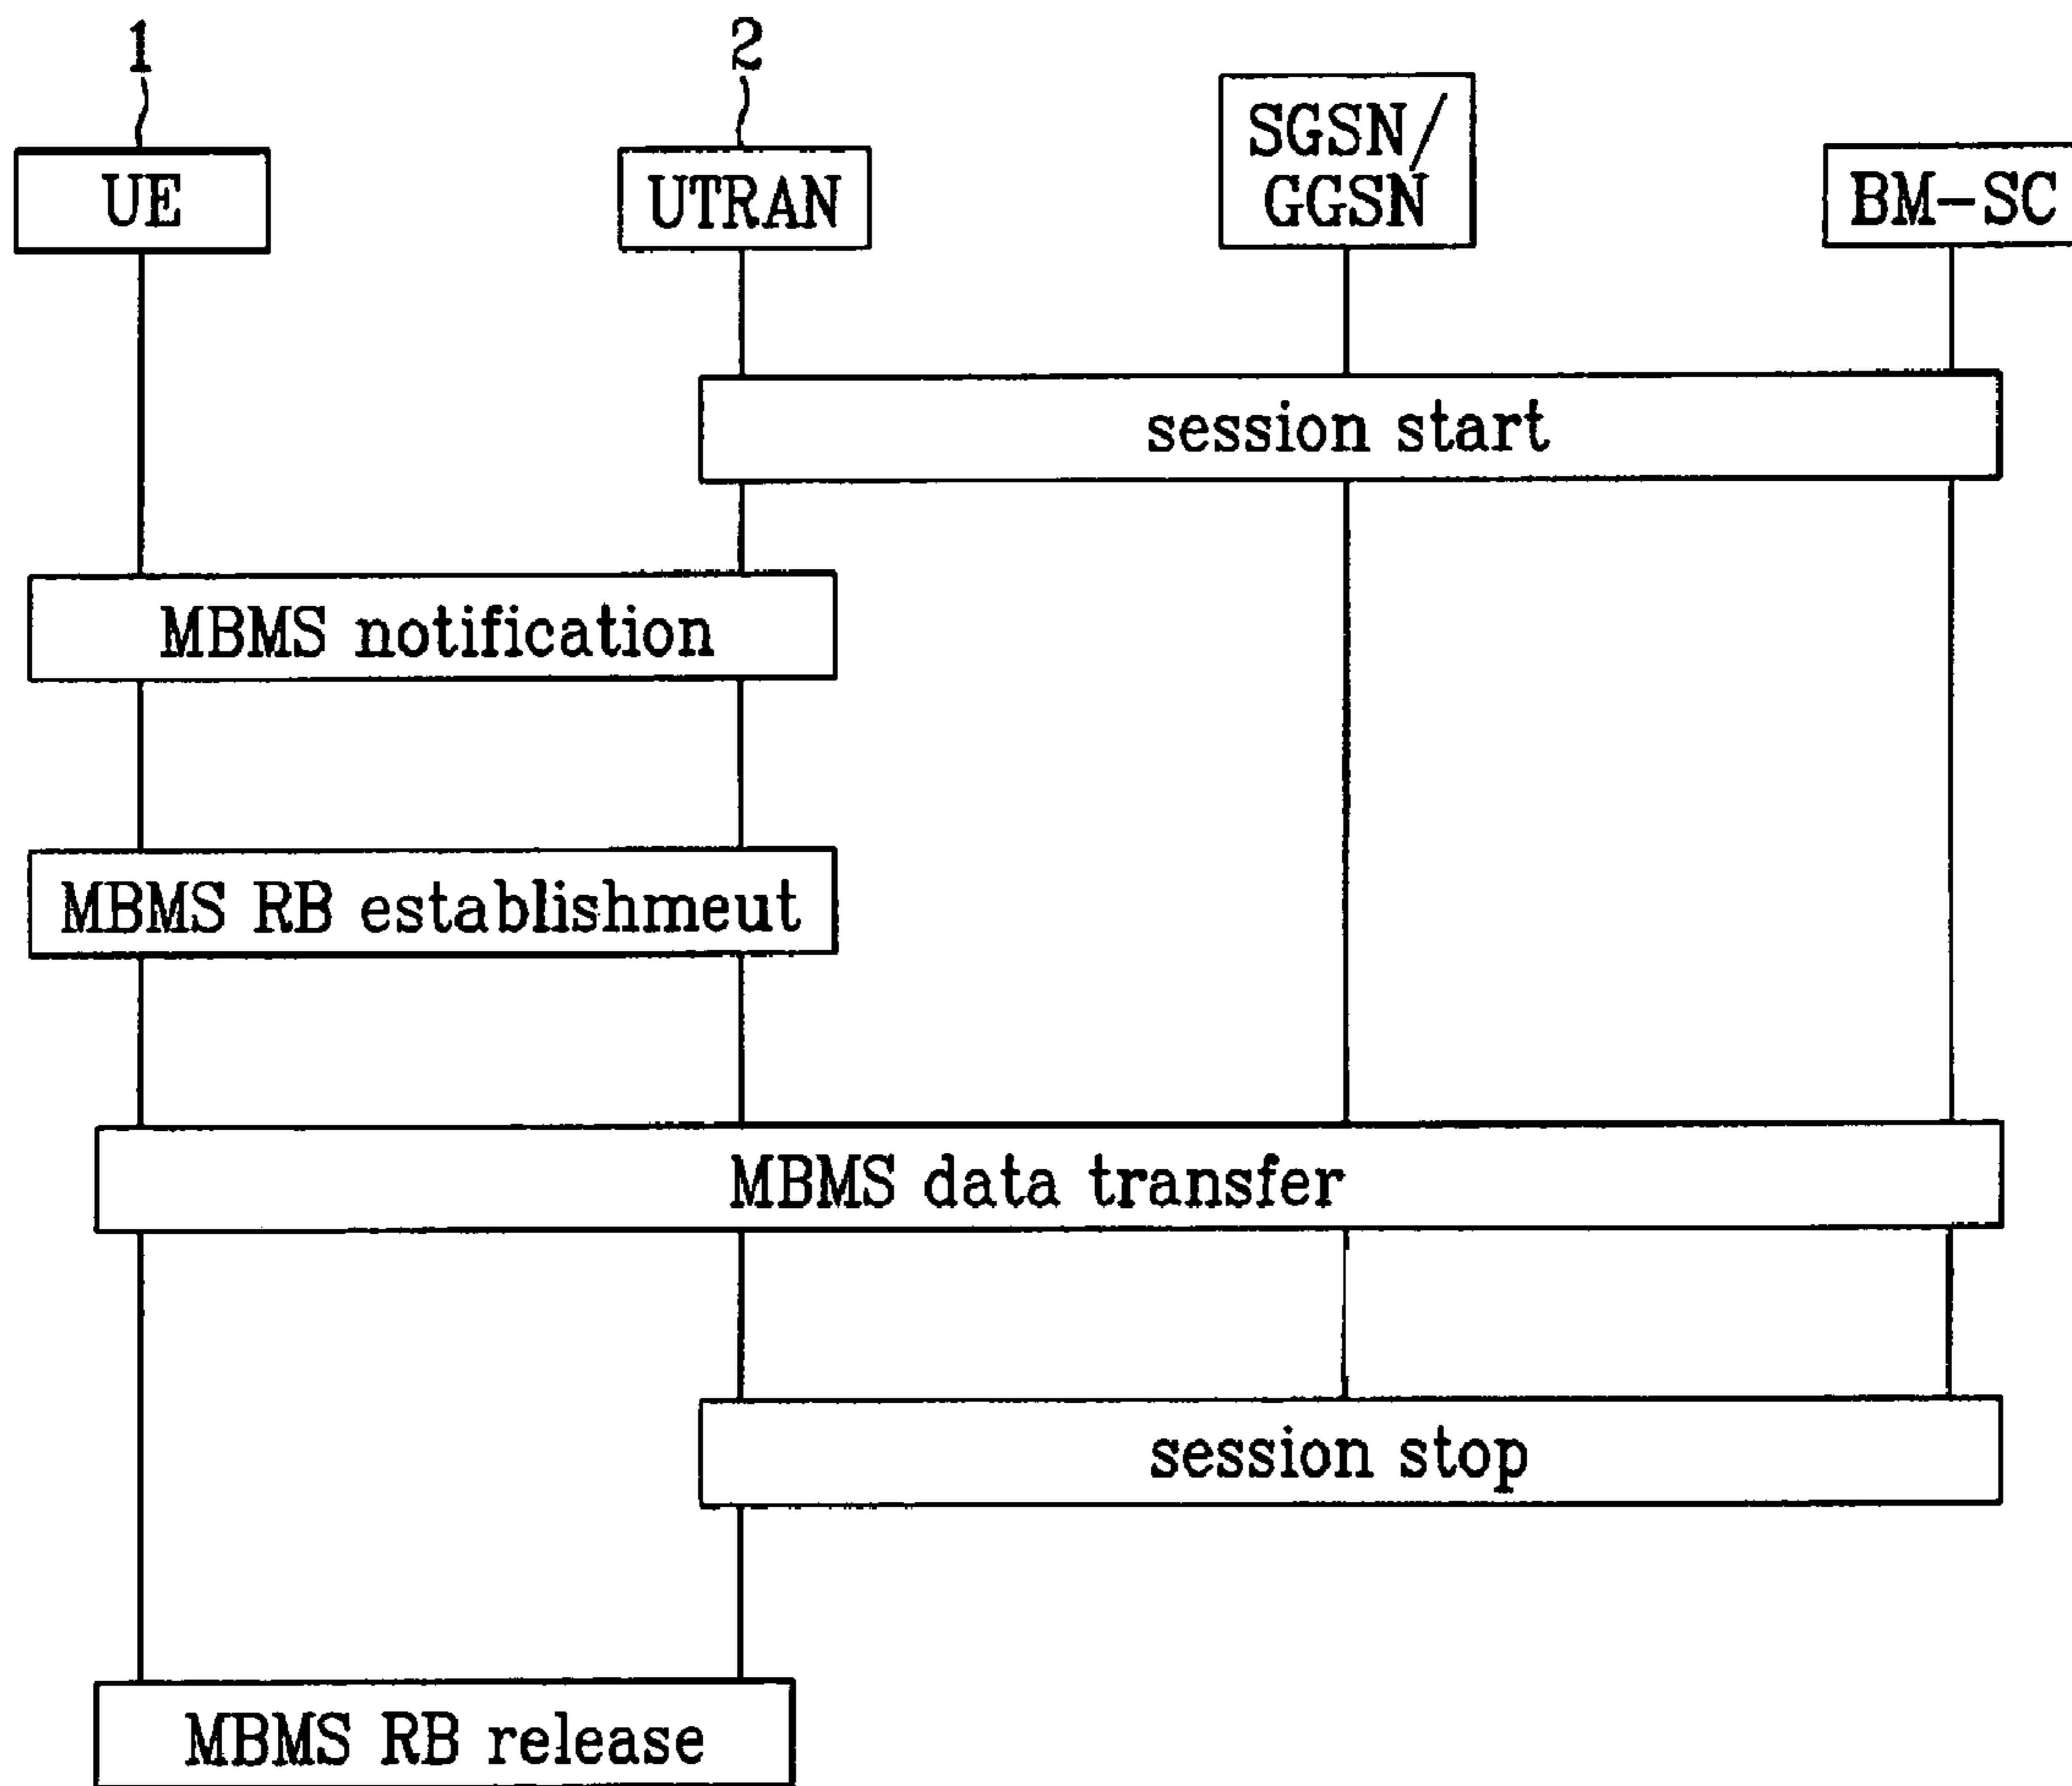 1
2
UE
UTRAN
SGSN/
GGSN
BM-SC
session start
MBMS notification
MBMS RB establishmeut
MBMS data transfer
session stop
MBMS RB release